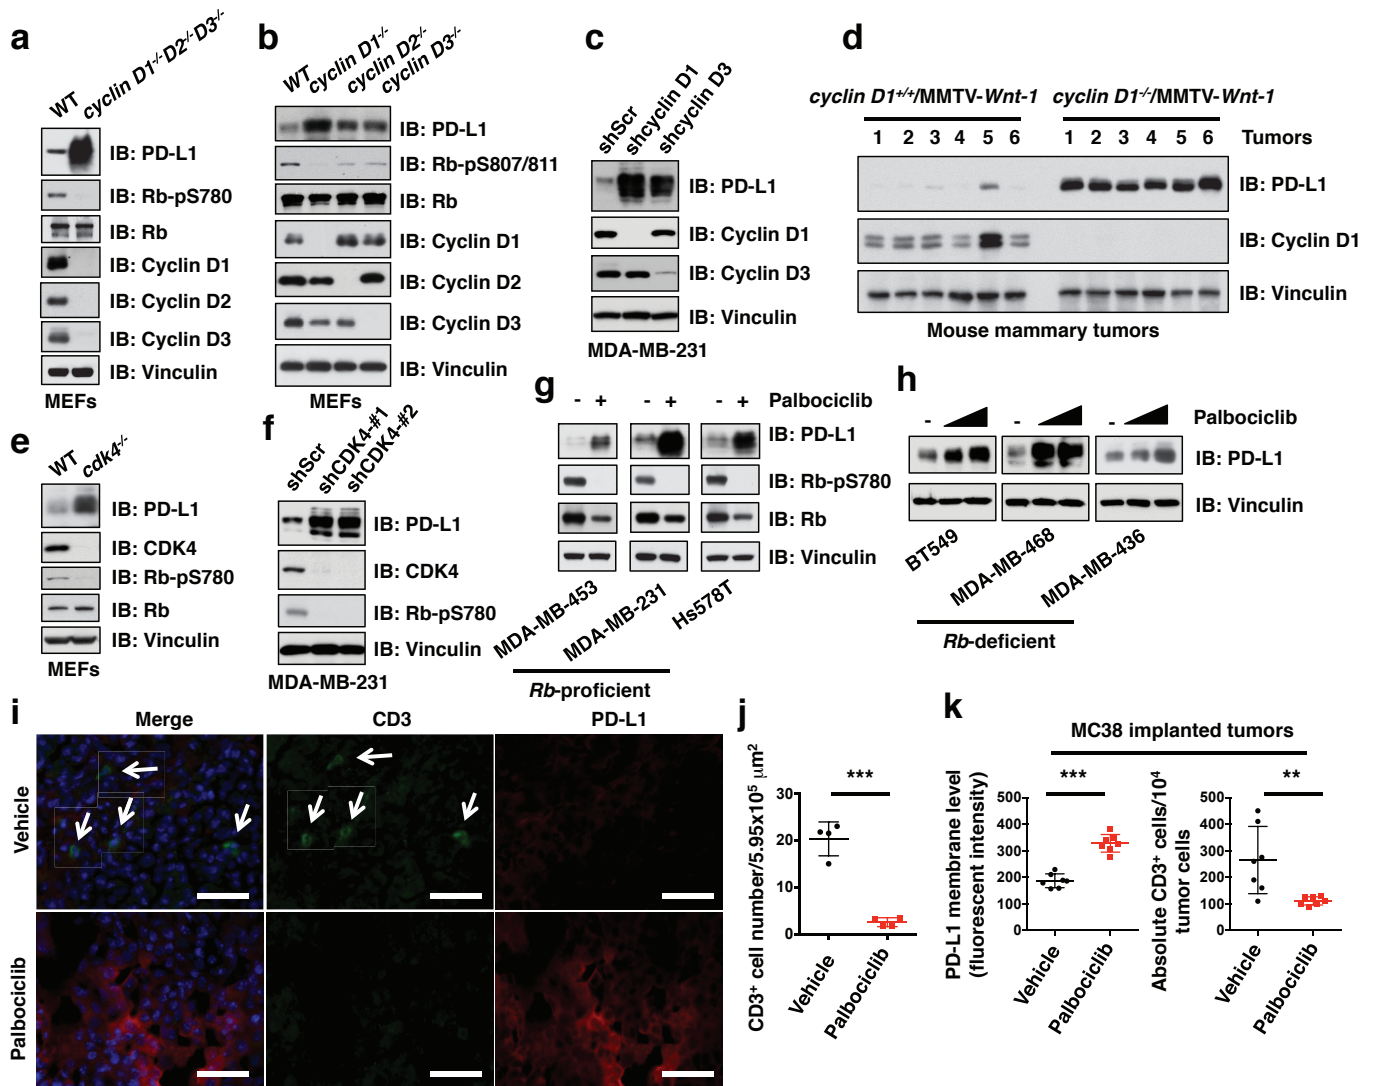 a
WT
cyclin D1-/-D2-/-D3-/-
IB: PD-L1
IB: Rb-pS780
IB: Rb
IB: Cyclin D1
IB: Cyclin D2
IB: Cyclin D3
IB: Vinculin
MEFs
b
WT
cyclin D1-/-
cyclin D2-/-
cyclin D3-/-
IB: PD-L1
IB: Rb-pS807/811
IB: Rb
IB: Cyclin D1
IB: Cyclin D2
IB: Cyclin D3
IB: Vinculin
MEFs
c
shScr
shcyclin D1
shcyclin D3
IB: PD-L1
IB: Cyclin D1
IB: Cyclin D3
IB: Vinculin
MDA-MB-231
d
cyclin D1+/+/MMTV-Wnt-1 cyclin D1-/-/MMTV-Wnt-1
1 2 3 4 5 6 1 2 3 4 5 6 Tumors
IB: PD-L1
IB: Cyclin D1
IB: Vinculin
Mouse mammary tumors
e
WT
cdk4-/-
IB: PD-L1
IB: CDK4
IB: Rb-pS780
IB: Rb
IB: Vinculin
MEFs
f
shScr
shCDK4-#1
shCDK4-#2
IB: PD-L1
IB: CDK4
IB: Rb-pS780
IB: Vinculin
MDA-MB-231
g
- + - + - + Palbociclib
IB: PD-L1
IB: Rb-pS780
IB: Rb
IB: Vinculin
MDA-MB-453
MDA-MB-231
Hs578T
Rb-proficient
h
- - - Palbociclib
IB: PD-L1
IB: Vinculin
BT549
MDA-MB-468
MDA-MB-436
Rb-deficient
i
Merge CD3 PD-L1
Vehicle
Palbociclib
j
CD3+ cell number/5.95x105 μm2
***
30
20
10
0
Vehicle
Palbociclib
k
MC38 implanted tumors
PD-L1 membrane level
(fluorescent intensity)
***
500
400
300
200
100
0
Vehicle
Palbociclib
Absolute CD3+ cells/104
tumor cells
**
500
400
300
200
100
0
Vehicle
Palbociclib